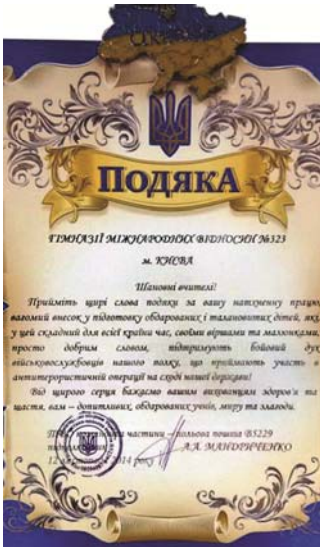 ПОДЯКА
ГІМНАЗІЇ МІЖНАРОДНИХ ВІДНОСИН №323
м. КИЄВА
Шановні вчителі!
Прийміть щирі слова подяки за вашу натхненну працю,
вагомий внесок у підготовку обдарованих і талановитих дітей, які,
у цей складний для всієї країни час, своїми віршами та малюнками,
просто добрим словом, підтримують бойовий дух
військовослужбовців нашого полку, що приймають участь в
антитерористичній операції на сході нашої держави!
Від щирого серця бажаємо вашим вихованцям здоров'я та
щастя, вам – допитливих, обдарованих учнів, миру та злагоди.
частини – польова пошта В5229
А.А. МАНДРИЧЕНКО
12 2014 року